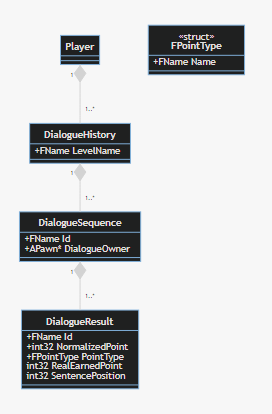 Player
«struct»
FPointType
+FName Name
1
1..*
DialogueHistory
+FName LevelName
1
1..*
DialogueSequence
+FName Id
+APawn* DialogueOwner
1
1..*
DialogueResult
+FName Id
+int32 NormalizedPoint
+FPointType PointType
int32 RealEarnedPoint
int32 SentencePosition